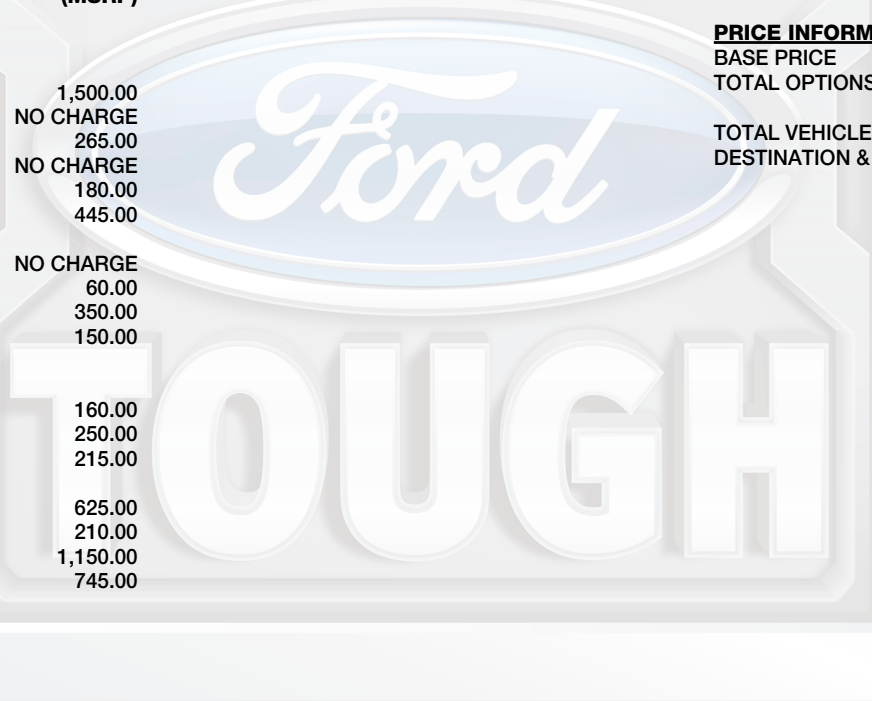 (MSRP)
1,500.00
NO CHARGE
265.00
NO CHARGE
180.00
445.00
NO CHARGE
60.00
350.00
150.00
160.00
250.00
215.00
625.00
210.00
1,150.00
745.00
PRICE INFORM
BASE PRICE
TOTAL OPTIONS
TOTAL VEHICLE
DESTINATION &
Ford
TOUGH